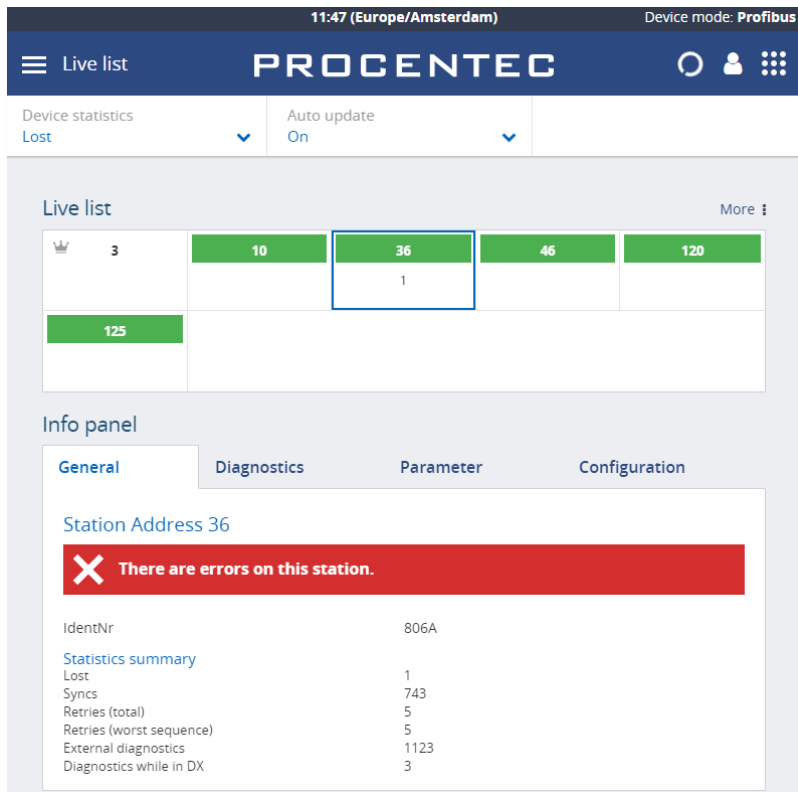 11:47 (Europe/Amsterdam) Device mode: Profibus
Live list PROCENTEC
Device statistics Auto update
Lost On
Live list More
3 10 36 46 120
1
125
Info panel
General Diagnostics Parameter Configuration
Station Address 36
There are errors on this station.
IdentNr 806A
Statistics summary
Lost 1
Syncs 743
Retries (total) 5
Retries (worst sequence) 5
External diagnostics 1123
Diagnostics while in DX 3